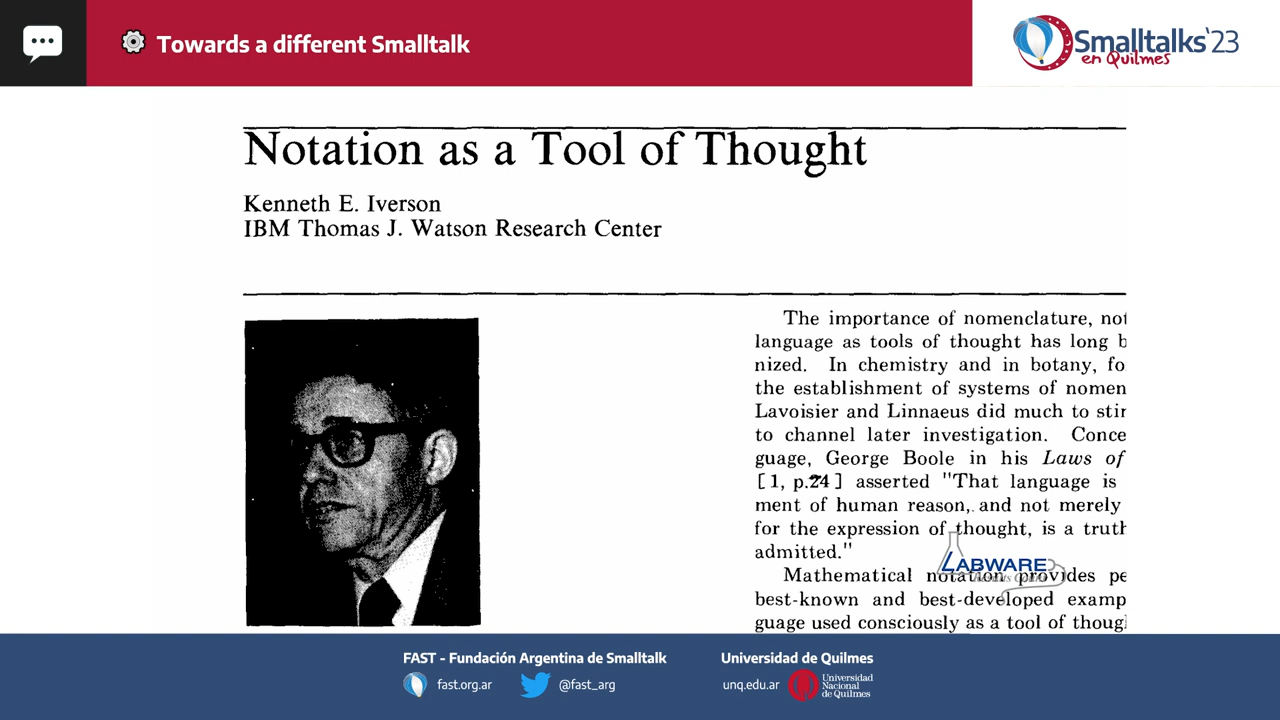 Towards a different Smalltalk
Smalltalks'23
en Quilmes
Notation as a Tool of Thought
Kenneth E. Iverson
IBM Thomas J. Watson Research Center
The importance of nomenclature, not
language as tools of thought has long b
nized. In chemistry and in botany, fo
the establishment of systems of nomen
Lavoisier and Linnaeus did much to stir
to channel later investigation. Conce
guage, George Boole in his Laws of
[1, p.24] asserted "That language is
ment of human reason, and not merely
for the expression of thought, is a truth
admitted."
Mathematical notation provides pe
best-known and best-developed examp
guage used consciously as a tool of though
LABWARE
FAST - Fundación Argentina de Smalltalk
fast.org.ar
@fast_arg
Universidad de Quilmes
unq.edu.ar
Universidad
Nacional
de Quilmes